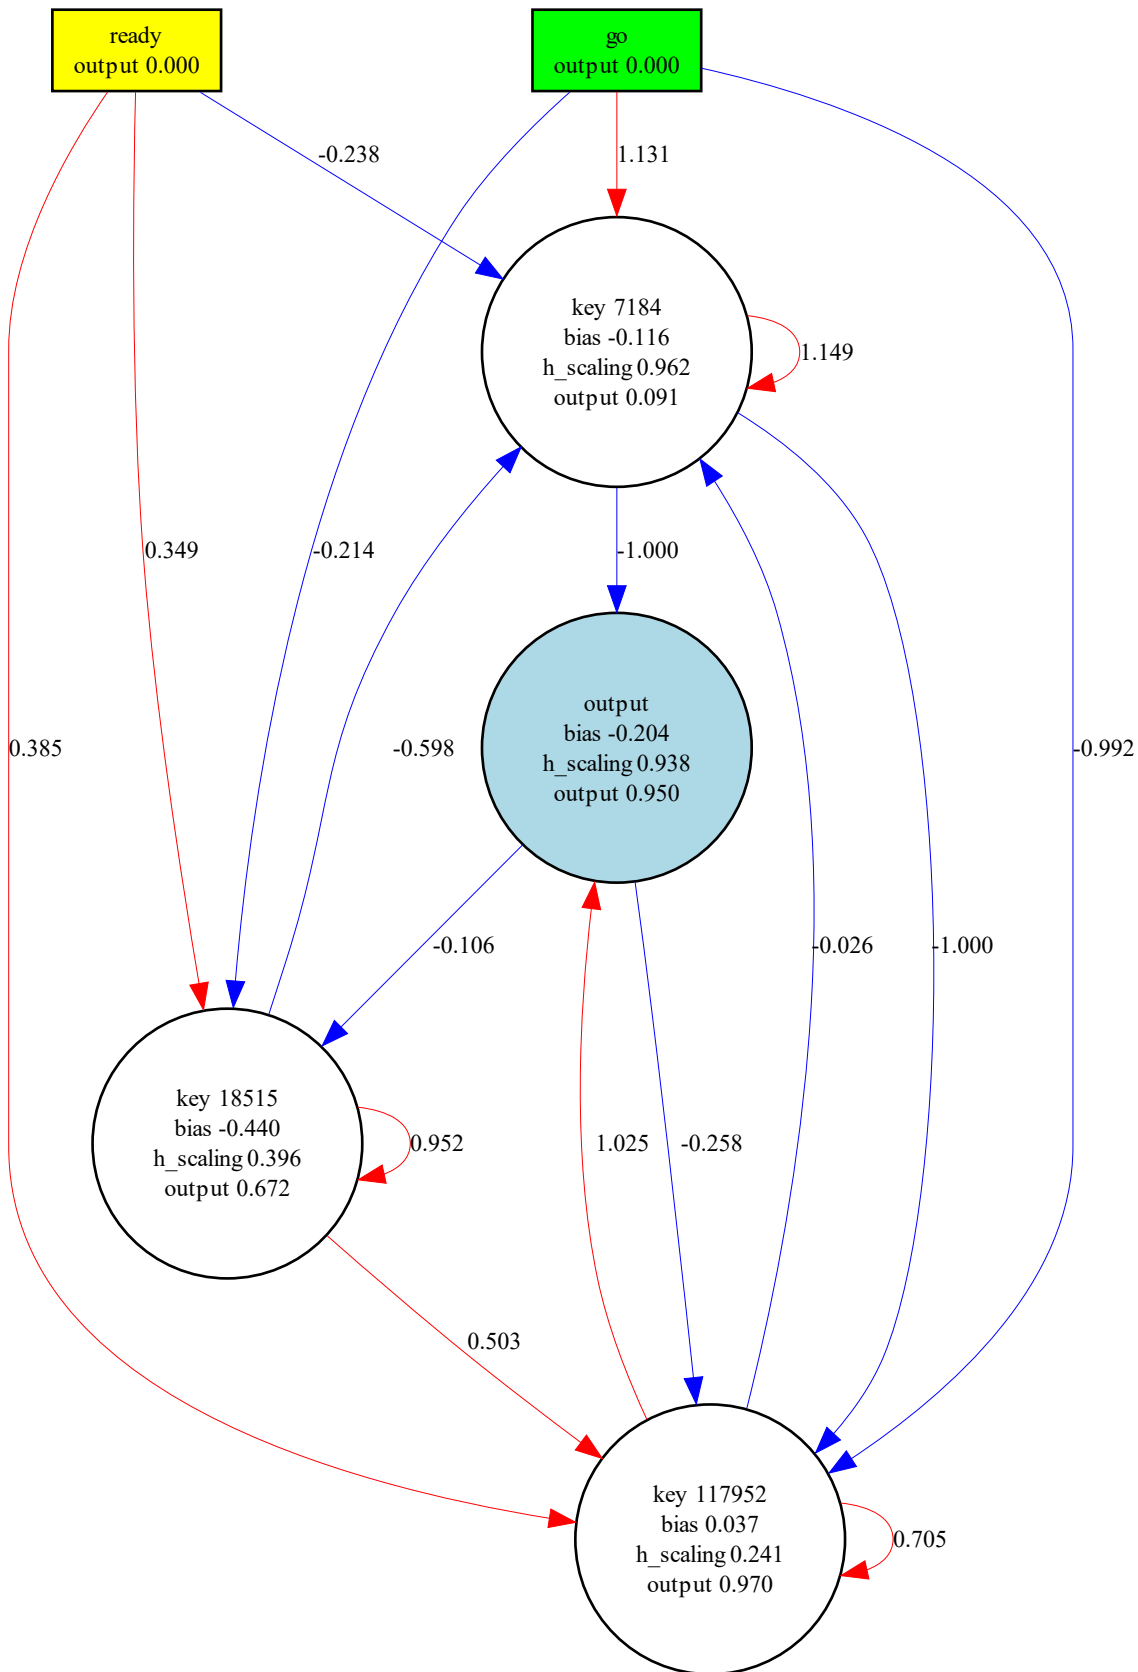 ready
output 0.000
go
output 0.000
-0.238
1.131
key 7184
bias -0.116
h_scaling 0.962
output 0.091
1.149
0.349
-0.214
-1.000
output
bias -0.204
h_scaling 0.938
output 0.950
0.385
-0.598
-0.992
-0.106
-0.026
-1.000
key 18515
bias -0.440
h_scaling 0.396
output 0.672
0.952
1.025
-0.258
0.503
key 117952
bias 0.037
h_scaling 0.241
output 0.970
0.705